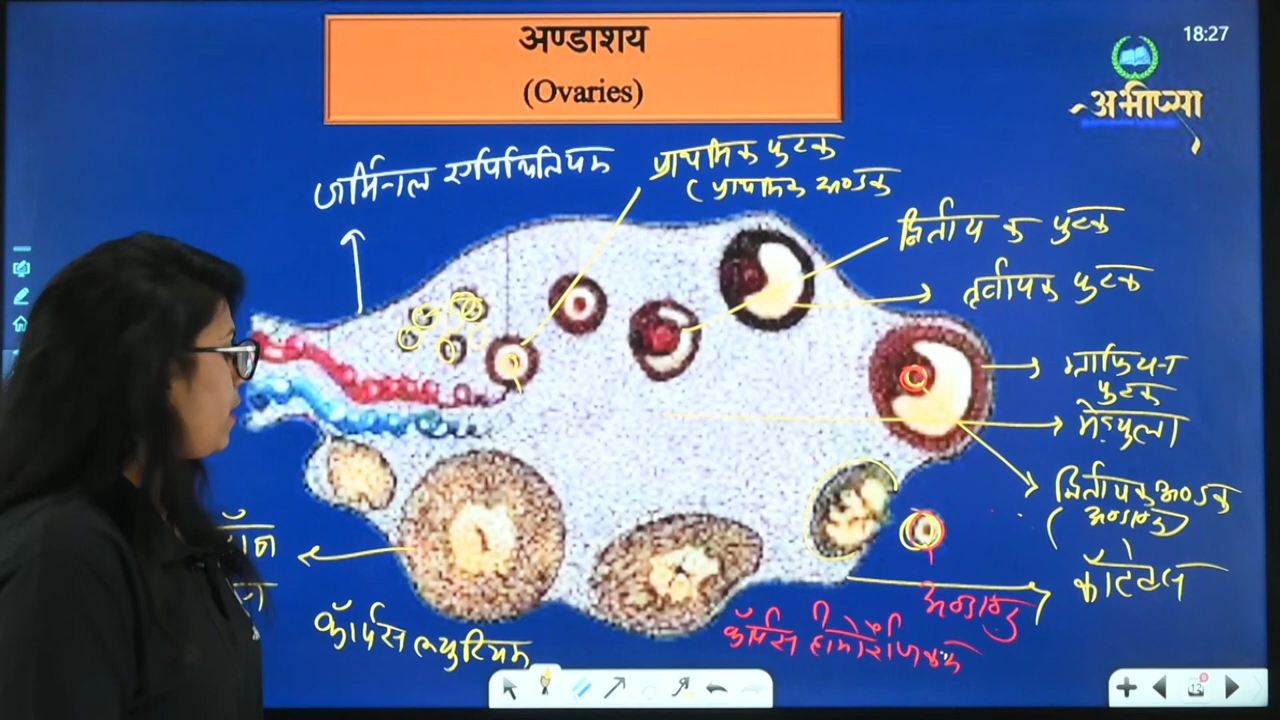 अण्डाशय
(Ovaries)
18:27
अभीप्सा
जर्मिनल एपिथिलियम
प्राथमिक पुटक
(प्राथमिक अण्डक
द्वितीयक पुटक
तृतीयक पुटक
ग्राफियन
पुटक
मेड्युला
द्वितीयक अण्डक
(अण्डाणु)
कॉर्टेक्स
अण्डाणु
कॉर्पस ल्युटियम
कॉर्पस
12